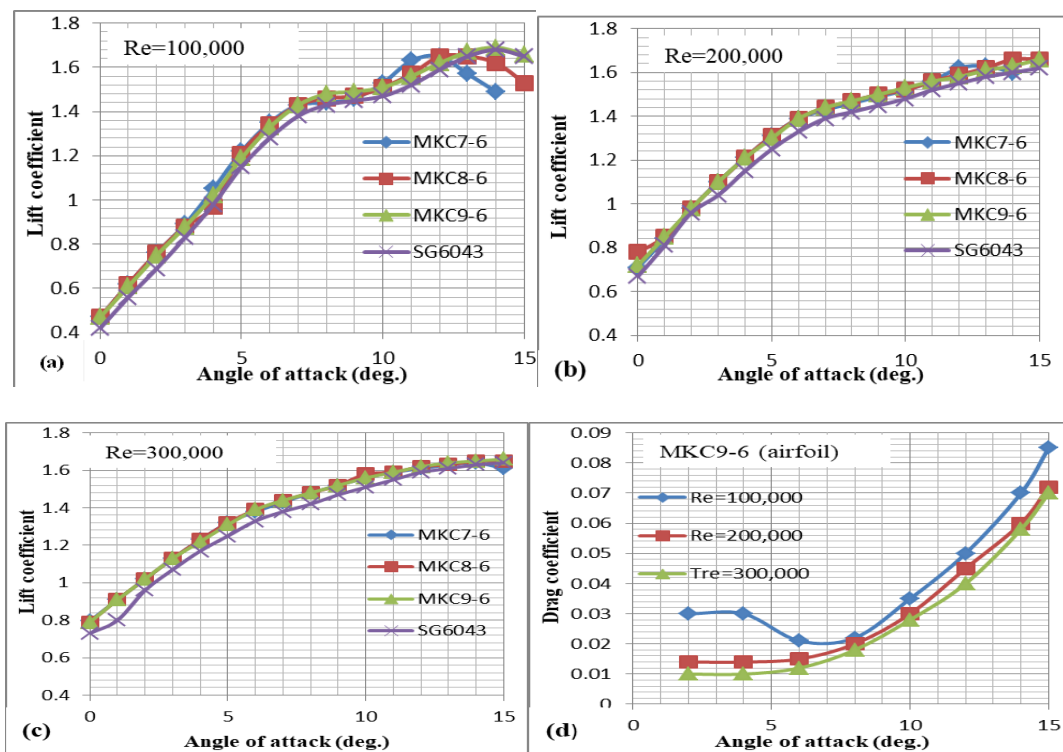 Re=100,000
Lift coefficient
1.8
1.6
1.4
1.2
1
0.8
0.6
0.4
MKC7-6
MKC8-6
MKC9-6
SG6043
0 5 10 15
(a) Angle of attack (deg.)
Re=200,000
Lift coefficient
1.8
1.6
1.4
1.2
1
0.8
0.6
0.4
MKC7-6
MKC8-6
MKC9-6
SG6043
0 5 10 15
(b) Angle of attack (deg.)
Re=300,000
Lift coefficient
1.8
1.6
1.4
1.2
1
0.8
0.6
0.4
MKC7-6
MKC8-6
MKC9-6
SG6043
0 5 10 15
(c) Angle of attack (deg.)
MKC9-6 (airfoil)
Drag coefficient
0.09
0.08
0.07
0.06
0.05
0.04
0.03
0.02
0.01
0
Re=100,000
Re=200,000
Tre=300,000
0 5 10 15
(d) Angle of attack (deg.)